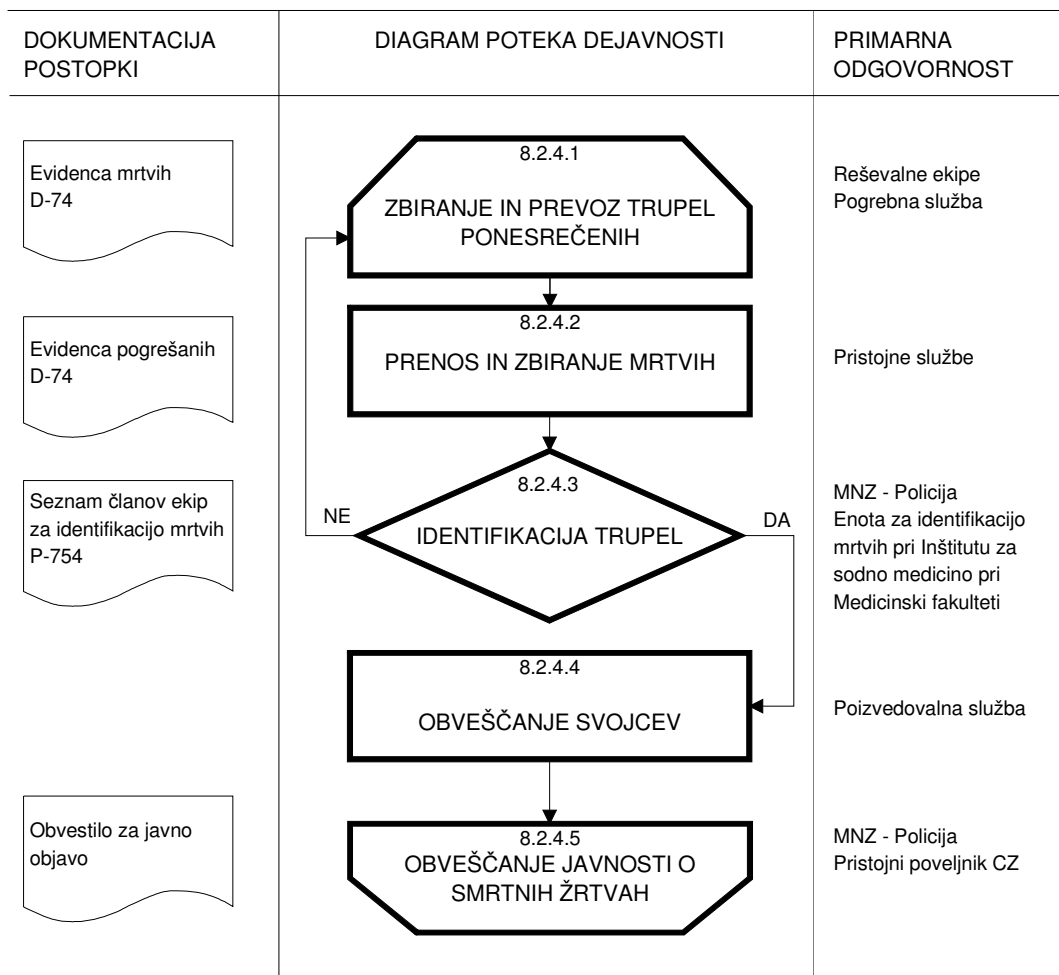 DOKUMENTACIJA
POSTOPKI
DIAGRAM POTEKA DEJAVNOSTI
PRIMARNA
ODGOVORNOST
Evidenca mrtvih
D-74
8.2.4.1
ZBIRANJE IN PREVOZ TRUPEL
PONESREČENIH
Reševalne ekipe
Pogrebna služba
Evidenca pogrešanih
D-74
8.2.4.2
PRENOS IN ZBIRANJE MRTVIH
Pristojne službe
Seznam članov ekip
za identifikacijo mrtvih
P-754
NE
8.2.4.3
IDENTIFIKACIJA TRUPEL
DA
MNZ - Policija
Enota za identifikacijo
mrtvih pri Inštitutu za
sodno medicino pri
Medicinski fakulteti
8.2.4.4
OBVEŠČANJE SVOJCEV
Poizvedovalna služba
Obvestilo za javno
objavo
8.2.4.5
OBVEŠČANJE JAVNOSTI O
SMRTNIH ŽRTVAH
MNZ - Policija
Pristojni poveljnik CZ